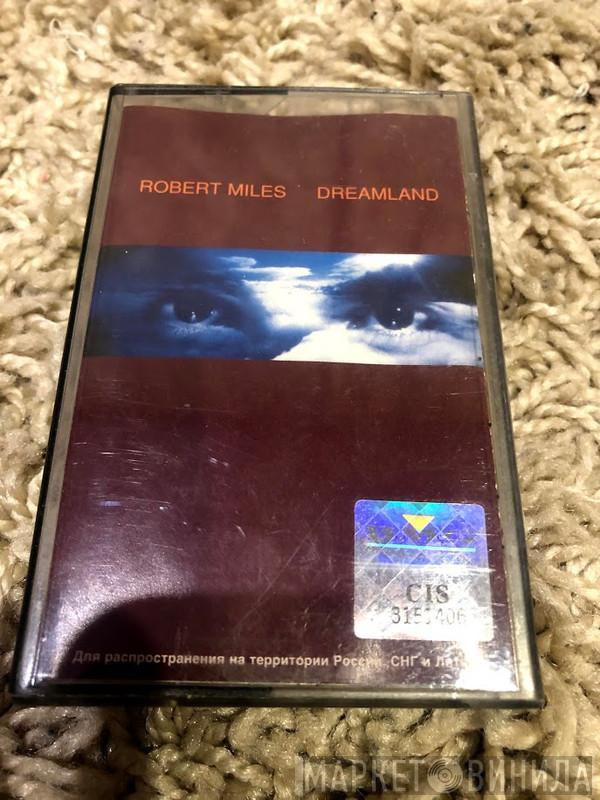 ROBERT MILES DREAMLAND
CIS
Для распространения на территории России, СНГ и
МАРКЕТ ВИНИЛА